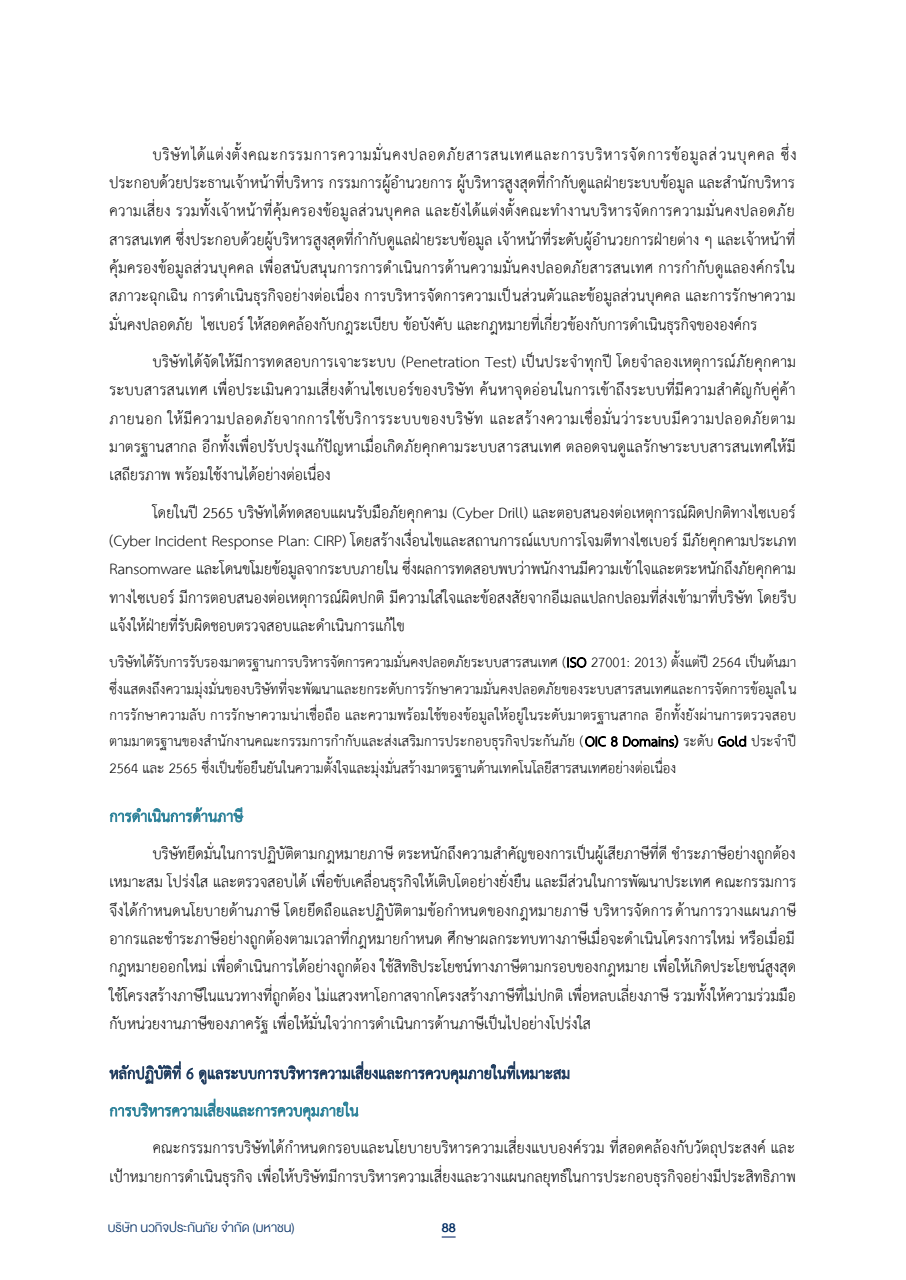 บริษัทได้แต่งตั้งคณะกรรมการความมั่นคงปลอดภัยสารสนเทศและการบริหารจัดการข้อมูลส่วนบุคคล ซึ่ง
ประกอบด้วยประธานเจ้าหน้าที่บริหาร กรรมการผู้อำนวยการ ผู้บริหารสูงสุดที่กำกับดูแลฝ่ายระบบข้อมูล และสำนักบริหาร
ความเสี่ยง รวมทั้งเจ้าหน้าที่คุ้มครองข้อมูลส่วนบุคคล และยังได้แต่งตั้งคณะทำงานบริหารจัดการความมั่นคงปลอดภัย
สารสนเทศ ซึ่งประกอบด้วยผู้บริหารสูงสุดที่กำกับดูแลฝ่ายระบข้อมูล เจ้าหน้าที่ระดับผู้อำนวยการฝ่ายต่าง ๆ และเจ้าหน้าที่
คุ้มครองข้อมูลส่วนบุคคล เพื่อสนับสนุนการการดำเนินการด้านความมั่นคงปลอดภัยสารสนเทศ การกำกับดูแลองค์กรใน
สภาวะฉุกเฉิน การดำเนินธุรกิจอย่างต่อเนื่อง การบริหารจัดการความเป็นส่วนตัวและข้อมูลส่วนบุคคล และการรักษาความ
มั่นคงปลอดภัย ไซเบอร์ ให้สอดคล้องกับกฎระเบียบ ข้อบังคับ และกฎหมายที่เกี่ยวข้องกับการดำเนินธุรกิจขององค์กร
บริษัทได้จัดให้มีการทดสอบการเจาะระบบ (Penetration Test) เป็นประจำทุกปี โดยจำลองเหตุการณ์ภัยคุกคาม
ระบบสารสนเทศ เพื่อประเมินความเสี่ยงด้านไซเบอร์ของบริษัท ค้นหาจุดอ่อนในการเข้าถึงระบบที่มีความสำคัญกับคู่ค้า
ภายนอก ให้มีความปลอดภัยจากการใช้บริการระบบของบริษัท และสร้างความเชื่อมั่นว่าระบบมีความปลอดภัยตาม
มาตรฐานสากล อีกทั้งเพื่อปรับปรุงแก้ปัญหาเมื่อเกิดภัยคุกคามระบบสารสนเทศ ตลอดจนดูแลรักษาระบบสารสนเทศให้มี
เสถียรภาพ พร้อมใช้งานได้อย่างต่อเนื่อง
โดยในปี 2565 บริษัทได้ทดสอบแผนรับมือภัยคุกคาม (Cyber Drill) และตอบสนองต่อเหตุการณ์ผิดปกติทางไซเบอร์
(Cyber Incident Response Plan: CIRP) โดยสร้างเงื่อนไขและสถานการณ์แบบการโจมตีทางไซเบอร์ มีภัยคุกคามประเภท
Ransomware และโดนขโมยข้อมูลจากระบบภายใน ซึ่งผลการทดสอบพบว่าพนักงานมีความเข้าใจและตระหนักถึงภัยคุกคาม
ทางไซเบอร์ มีการตอบสนองต่อเหตุการณ์ผิดปกติ มีความใส่ใจและข้อสงสัยจากอีเมลแปลกปลอมที่ส่งเข้ามาที่บริษัท โดยรีบ
แจ้งให้ฝ่ายที่รับผิดชอบตรวจสอบและดำเนินการแก้ไข
บริษัทได้รับการรับรองมาตรฐานการบริหารจัดการความมั่นคงปลอดภัยระบบสารสนเทศ (ISO 27001: 2013) ตั้งแต่ปี 2564 เป็นต้นมา
ซึ่งแสดงถึงความมุ่งมั่นของบริษัทที่จะพัฒนาและยกระดับการรักษาความมั่นคงปลอดภัยของระบบสารสนเทศและการจัดการข้อมูลใน
การรักษาความลับ การรักษาความน่าเชื่อถือ และความพร้อมใช้ของข้อมูลให้อยู่ในระดับมาตรฐานสากล อีกทั้งยังผ่านการตรวจสอบ
ตามมาตรฐานของสำนักงานคณะกรรมการกำกับและส่งเสริมการประกอบธุรกิจประกันภัย (OIC 8 Domains) ระดับ Gold ประจำปี
2564 และ 2565 ซึ่งเป็นข้อยืนยันในความตั้งใจและมุ่งมั่นสร้างมาตรฐานด้านเทคโนโลยีสารสนเทศอย่างต่อเนื่อง
การดำเนินการด้านภาษี
บริษัทยึดมั่นในการปฏิบัติตามกฎหมายภาษี ตระหนักถึงความสำคัญของการเป็นผู้เสียภาษีที่ดี ชำระภาษีอย่างถูกต้อง
เหมาะสม โปร่งใส และตรวจสอบได้ เพื่อขับเคลื่อนธุรกิจให้เติบโตอย่างยั่งยืน และมีส่วนในการพัฒนาประเทศ คณะกรรมการ
จึงได้กำหนดนโยบายด้านภาษี โดยยึดถือและปฏิบัติตามข้อกำหนดของกฎหมายภาษี บริหารจัดการด้านการวางแผนภาษี
อากรและชำระภาษีอย่างถูกต้องตามเวลาที่กฎหมายกำหนด ศึกษาผลกระทบทางภาษีเมื่อจะดำเนินโครงการใหม่ หรือเมื่อมี
กฎหมายออกใหม่ เพื่อดำเนินการได้อย่างถูกต้อง ใช้สิทธิประโยชน์ทางภาษีตามกรอบของกฎหมาย เพื่อให้เกิดประโยชน์สูงสุด
ใช้โครงสร้างภาษีในแนวทางที่ถูกต้อง ไม่แสวงหาโอกาสจากโครงสร้างภาษีที่ไม่ปกติ เพื่อหลบเลี่ยงภาษี รวมทั้งให้ความร่วมมือ
กับหน่วยงานภาษีของภาครัฐ เพื่อให้มั่นใจว่าการดำเนินการด้านภาษีเป็นไปอย่างโปร่งใส
หลักปฏิบัติที่ 6 ดูแลระบบการบริหารความเสี่ยงและการควบคุมภายในที่เหมาะสม
การบริหารความเสี่ยงและการควบคุมภายใน
คณะกรรมการบริษัทได้กำหนดกรอบและนโยบายบริหารความเสี่ยงแบบองค์รวม ที่สอดคล้องกับวัตถุประสงค์ และ
เป้าหมายการดำเนินธุรกิจ เพื่อให้บริษัทมีการบริหารความเสี่ยงและวางแผนกลยุทธ์ในการประกอบธุรกิจอย่างมีประสิทธิภาพ
บริษัท นวกิจประกันภัย จำกัด (มหาชน) 88